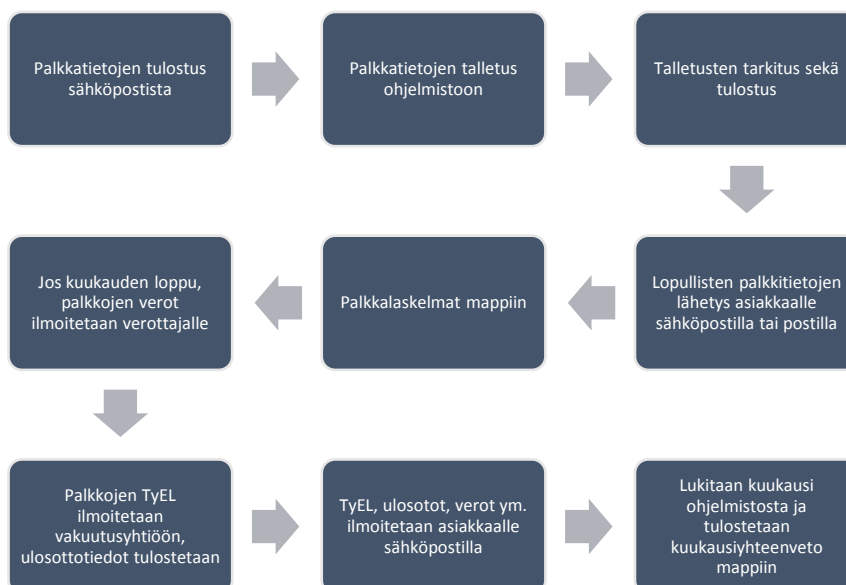 Palkkatietojen tulostus
sähköpostista
Palkkatietojen talletus
ohjelmistoon
Talletusten tarkitus sekä
tulostus
Lopullisten palkkitietojen
lähetys asiakkaalle
sähköpostilla tai postilla
Palkkalaskelmat mappiin
Jos kuukauden loppu,
palkkojen verot
ilmoitetaan verottajalle
Palkkojen TyEL
ilmoitetaan
vakuutusyhtiöön,
ulosottotiedot tulostetaan
TyEL, ulosotot, verot ym.
ilmoitetaan asiakkaalle
sähköpostilla
Lukitaan kuukausi
ohjelmistosta ja
tulostetaan
kuukausiyhteenveto
mappiin